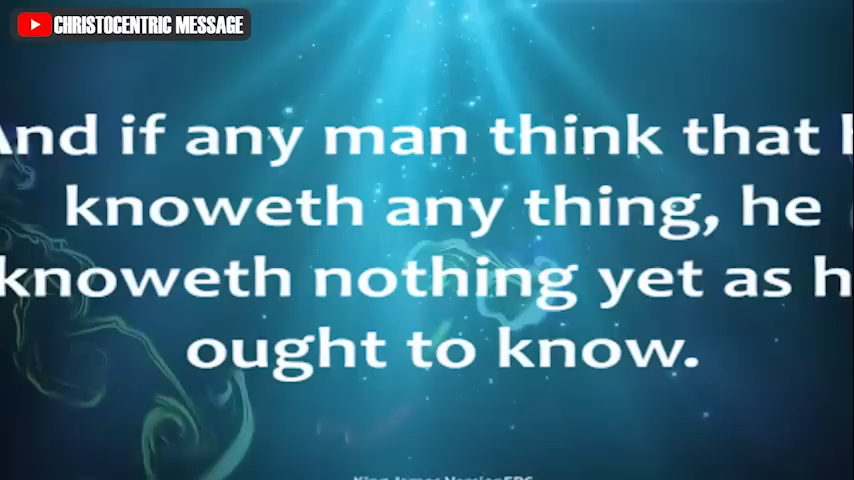 CHRISTOCENTRIC MESSAGE
And if any man think that h
knoweth any thing, he
knoweth nothing yet as h
ought to know.